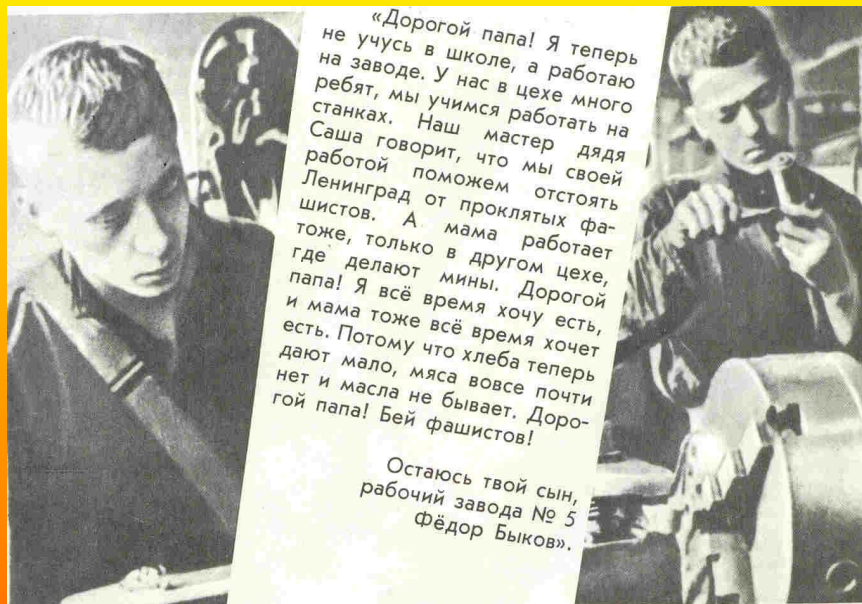 «Дорогой папа! Я теперь
не учусь в школе, а работаю
на заводе. У нас в цехе много
ребят, мы учимся работать на
станках. Наш мастер дядя
Саша говорит, что мы своей
работой поможем отстоять
Ленинград от проклятых фа-
шистов. А мама работает
тоже, только в другом цехе,
где делают мины. Дорогой
папа! Я всё время хочу есть,
и мама тоже всё время хочет
есть. Потому что хлеба теперь
дают мало, мяса вовсе почти
нет и масла не бывает. Доро-
гой папа! Бей фашистов!
Остаюсь твой сын,
рабочий завода № 5
Фёдор Быков».